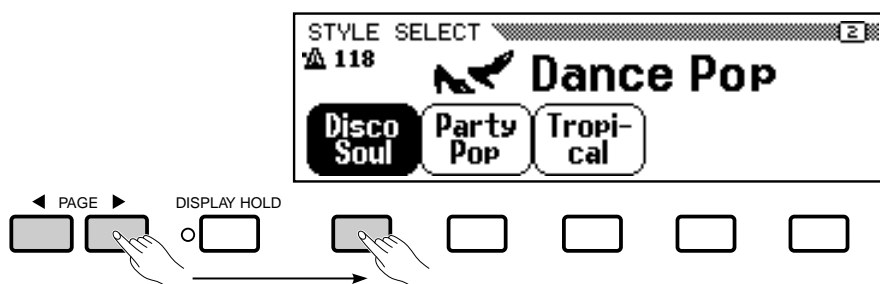 STYLE SELECT 2
118
Dance Pop
Disco Soul
Party Pop
Tropi-
cal
◀ PAGE ▶ DISPLAY HOLD